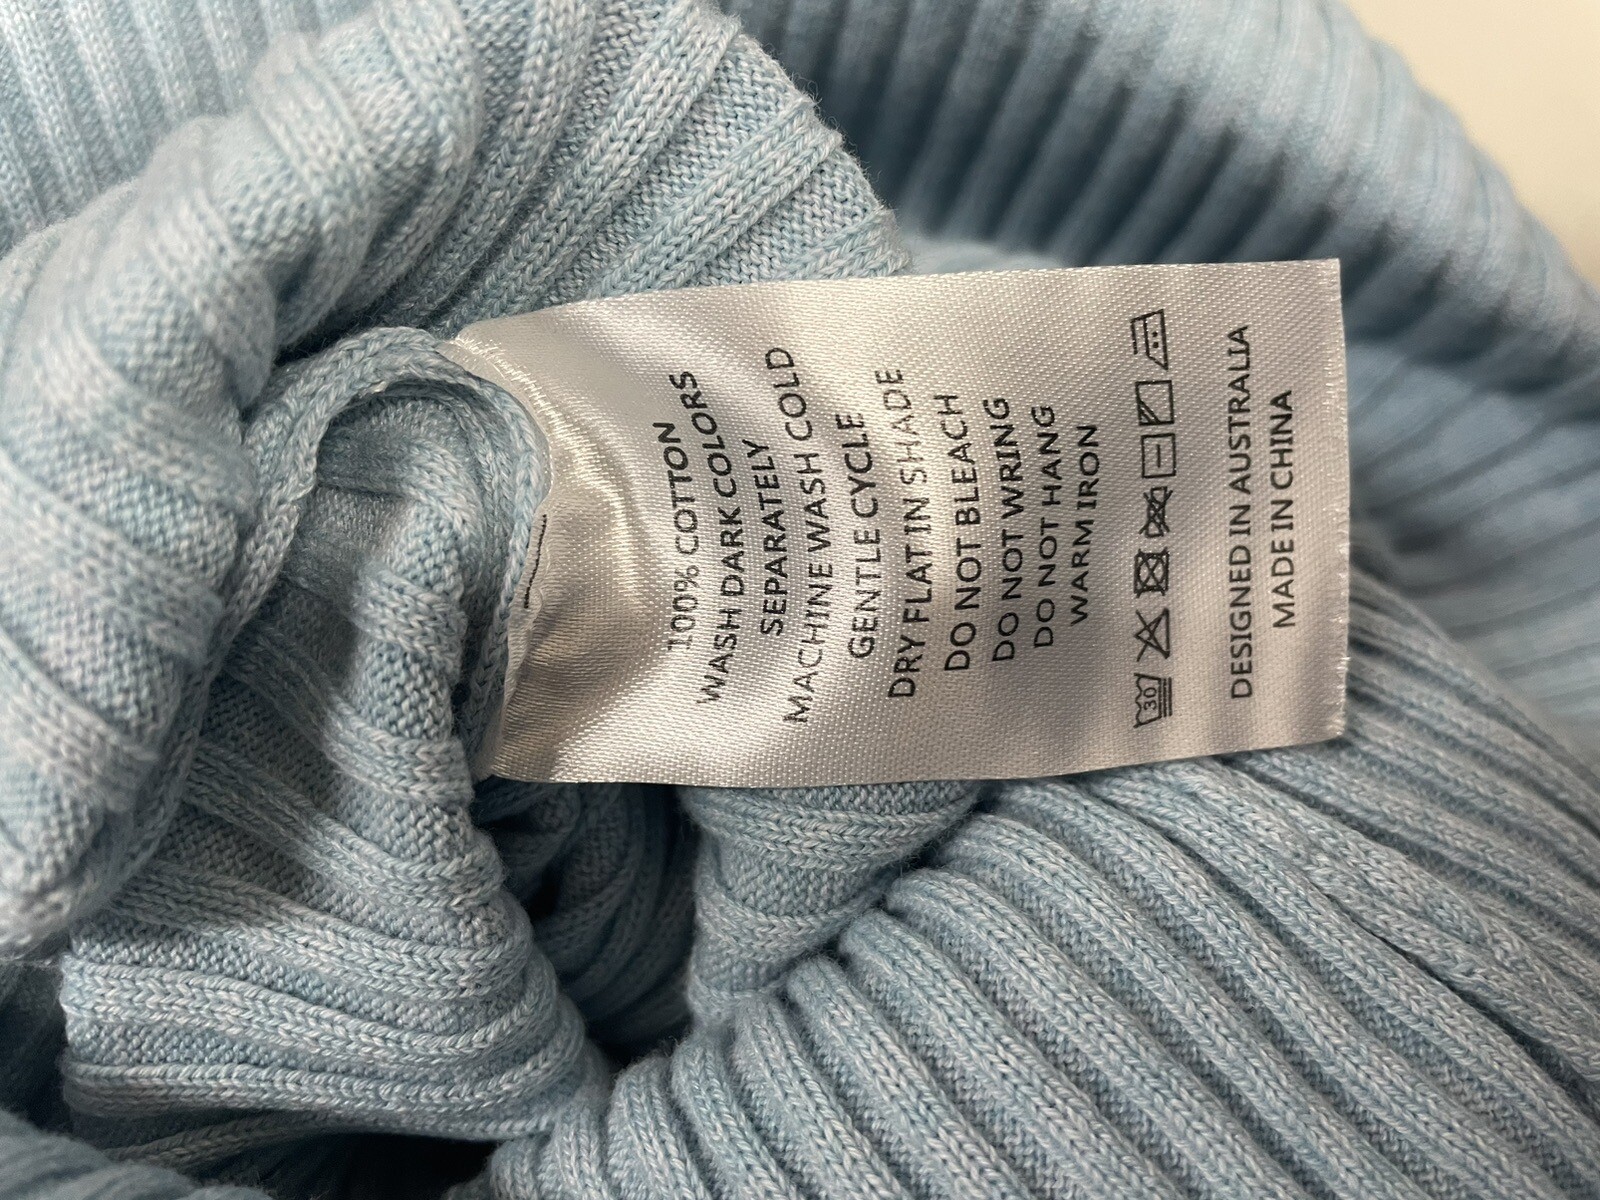 100% COTTON
WASH DARK COLORS
SEPARATELY
MACHINE WASH COLD
GENTLE CYCLE
DRY FLAT IN SHADE
DO NOT BLEACH
DO NOT WRING
DO NOT HANG
WARM IRON
30
DESIGNED IN AUSTRALIA
MADE IN CHINA